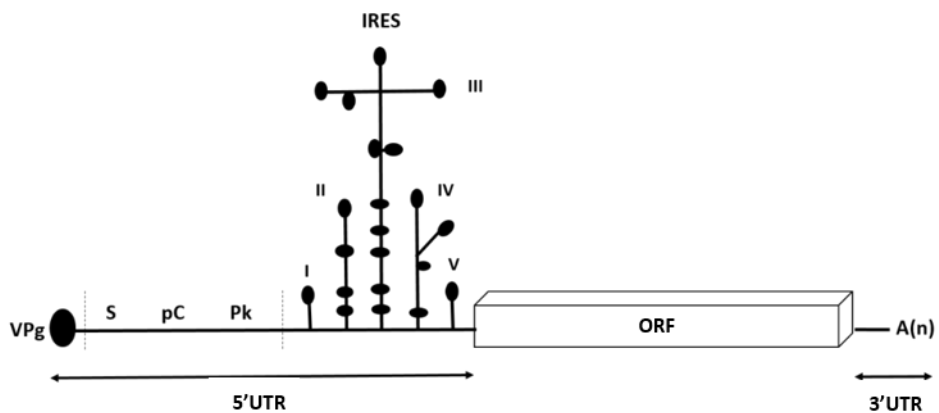 IRES
III
II
IV
I
V
VPg
S
pC
Pk
ORF
A(n)
5’UTR
3’UTR